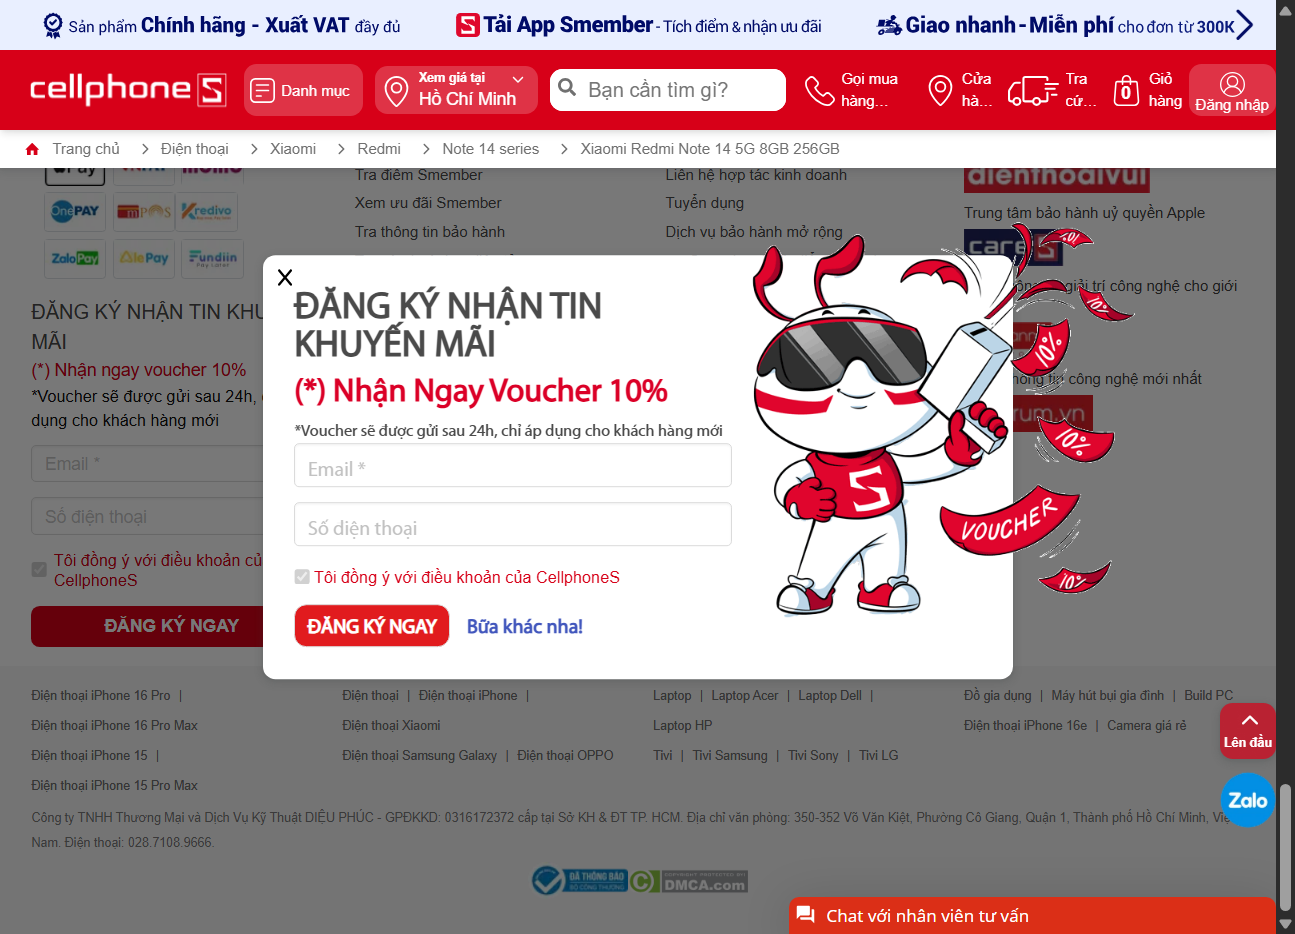 Sản phẩm Chính hãng - Xuất VAT đầy đủ
Tải App Smember - Tích điểm & nhận ưu đãi
Giao nhanh - Miễn phí cho đơn từ 300K
cellphoneS
Danh mục
Xem giá tại
Hồ Chí Minh
Bạn cần tìm gì?
Gọi mua
hàng...
Cửa
hà...
Tra
cứ...
0
Giỏ
hàng
Đăng nhập
Trang chủ
Điện thoại
Xiaomi
Redmi
Note 14 series
Xiaomi Redmi Note 14 5G 8GB 256GB
Tra điểm Smember
Liên hệ hợp tác kinh doanh
dienthoaivui
OnePAY
mPOS
Kredivo
Xem ưu đãi Smember
Tuyển dụng
Trung tâm bảo hành uỷ quyền Apple
Tra thông tin bảo hành
Dịch vụ bảo hành mở rộng
care S
ZaloPay
AlePay
Fundiin
giải trí công nghệ cho giới
ĐĂNG KÝ NHẬN TIN KHU
MÃI
(*) Nhận ngay voucher 10%
*Voucher sẽ được gửi sau 24h,
dụng cho khách hàng mới
tin công nghệ mới nhất
rum.vn
Email *
Số điện thoại
Tôi đồng ý với điều khoản củ
CellphoneS
ĐĂNG KÝ NGAY
X
ĐĂNG KÝ NHẬN TIN
KHUYẾN MÃI
(*) Nhận Ngay Voucher 10%
*Voucher sẽ được gửi sau 24h, chỉ áp dụng cho khách hàng mới
Email *
Số điện thoại
Tôi đồng ý với điều khoản của CellphoneS
ĐĂNG KÝ NGAY
Bữa khác nha!
10%
10%
10%
10%
VOUCHER
10%
S
Điện thoại iPhone 16 Pro |
Điện thoại iPhone 16 Pro Max
Điện thoại iPhone 15 |
Điện thoại iPhone 15 Pro Max
Điện thoại | Điện thoại iPhone |
Điện thoại Xiaomi
Điện thoại Samsung Galaxy | Điện thoại OPPO
Laptop | Laptop Acer | Laptop Dell |
Laptop HP
Tivi | Tivi Samsung | Tivi Sony | Tivi LG
Đồ gia dụng | Máy hút bụi gia đình | Build PC
Điện thoại iPhone 16e | Camera giá rẻ
Lên đầu
Zalo
Công ty TNHH Thương Mại và Dịch Vụ Kỹ Thuật DIỆU PHÚC - GPĐKKD: 0316172372 cấp tại Sở KH & ĐT TP. HCM. Địa chỉ văn phòng: 350-352 Võ Văn Kiệt, Phường Cô Giang, Quận 1, Thành phố Hồ Chí Minh, Việ
Nam. Điện thoại: 028.7108.9666.
ĐÃ THÔNG BÁO
BỘ CÔNG THƯƠNG
DMCA.com
Chat với nhân viên tư vấn